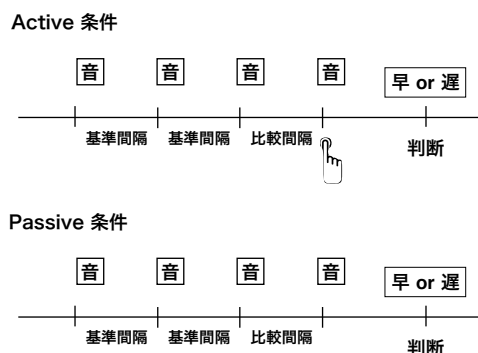 Active 条件
音 音 音 音 早 or 遅
基準間隔 基準間隔 比較間隔 判断
Passive 条件
音 音 音 音 早 or 遅
基準間隔 基準間隔 比較間隔 判断